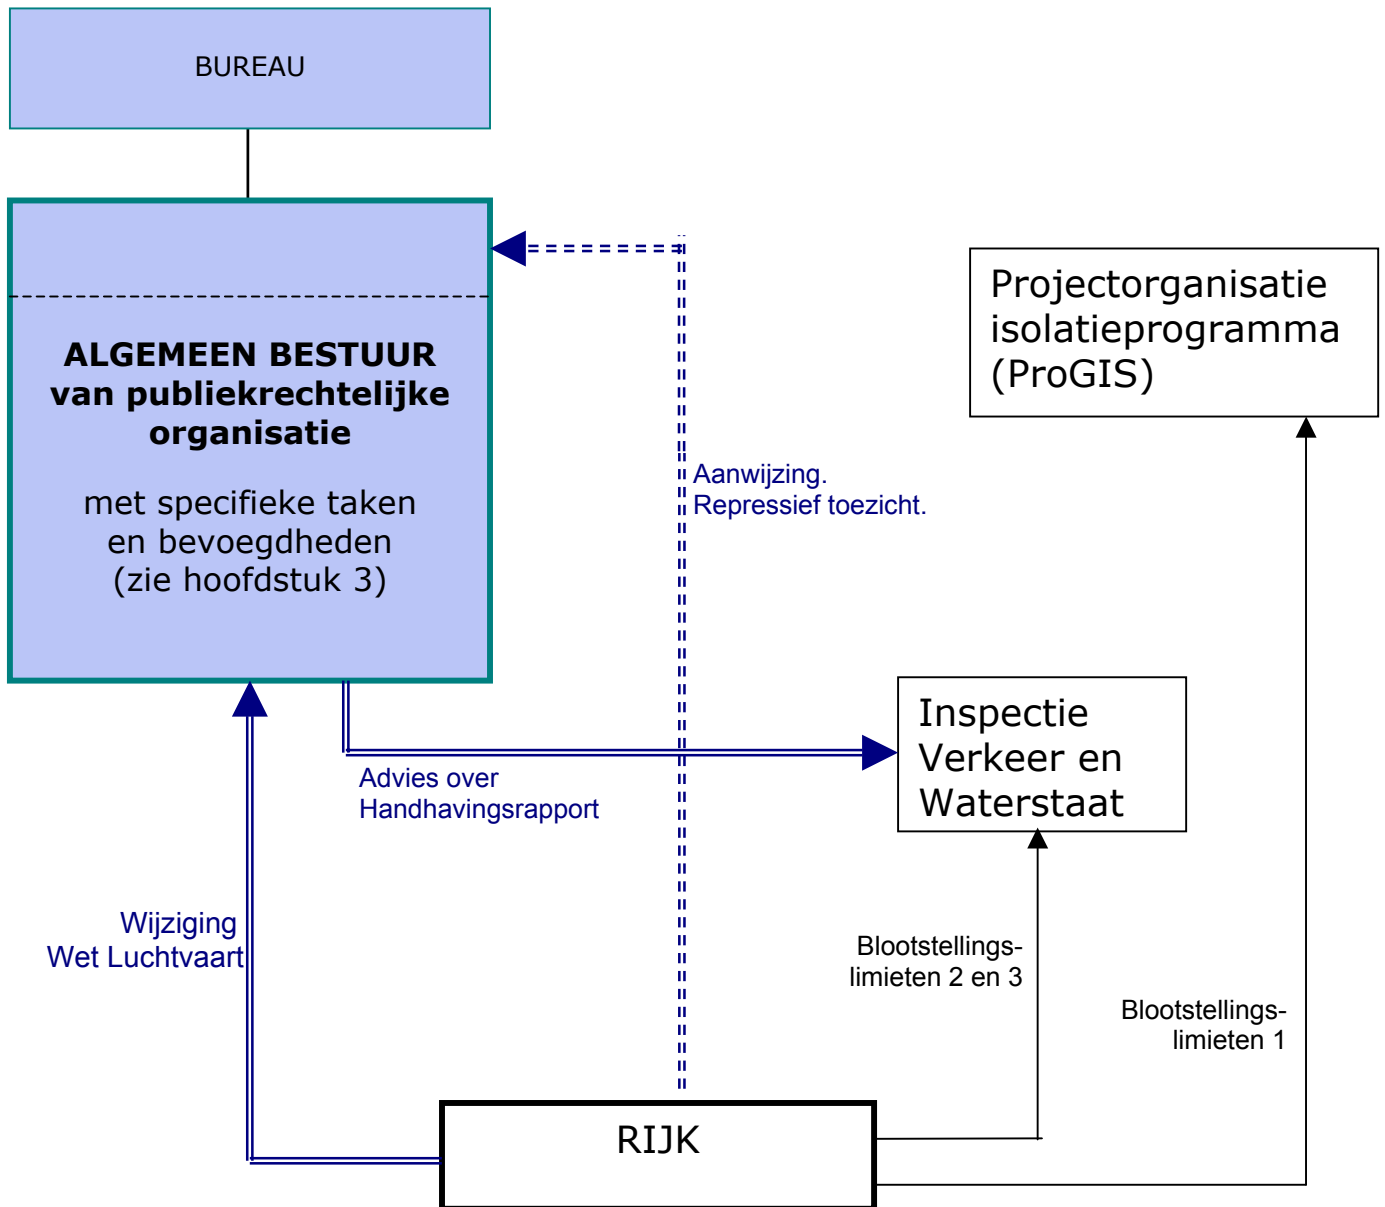 BUREAU
ALGEMEEN BESTUUR
van publiekrechtelijke
organisatie
met specifieke taken
en bevoegdheden
(zie hoofdstuk 3)
Projectorganisatie
isolatieprogramma
(ProGIS)
Aanwijzing.
Repressief toezicht.
Inspectie
Verkeer en
Waterstaat
Advies over
Handhavingsrapport
Wijziging
Wet Luchtvaart
Blootstellings-
limieten 2 en 3
Blootstellings-
limieten 1
RIJK